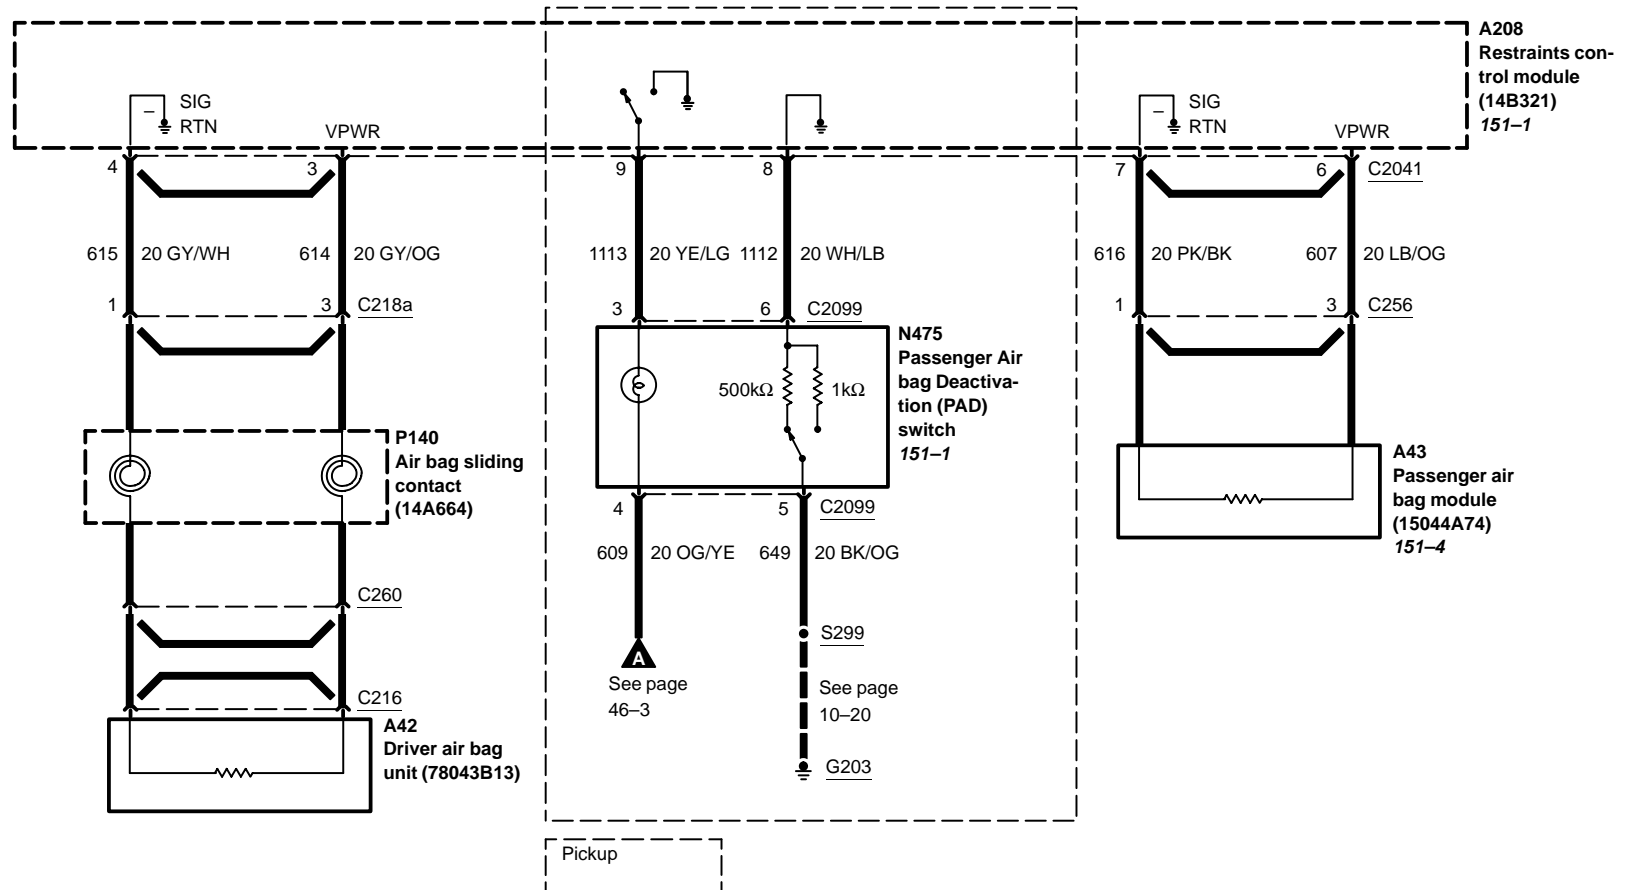 A208
Restraints con-
trol module
(14B321)
151–1
– SIG
RTN
VPWR
– SIG
RTN
VPWR
4 3 9 8 7 6 C2041
615 20 GY/WH 614 20 GY/OG 1113 20 YE/LG 1112 20 WH/LB 616 20 PK/BK 607 20 LB/OG
1 3 C218a 3 6 C2099 1 3 C256
N475
Passenger Air
bag Deactiva-
tion (PAD)
switch
151–1
500kΩ 1kΩ
P140
Air bag sliding
contact
(14A664)
A43
Passenger air
bag module
(15044A74)
151–4
4 5 C2099
609 20 OG/YE 649 20 BK/OG
C260
S299
A
See page
46–3
See page
10–20
C216
G203
A42
Driver air bag
unit (78043B13)
Pickup